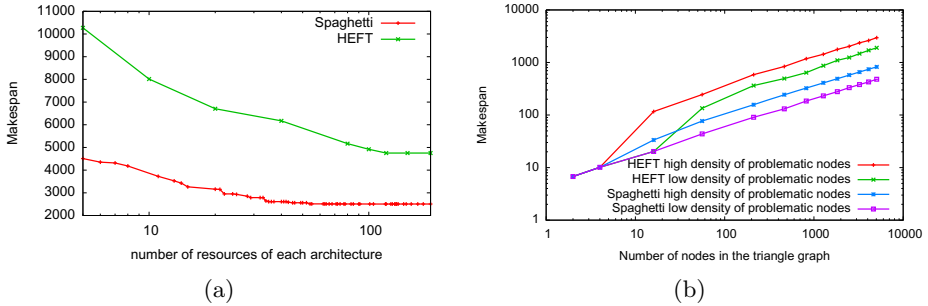 Spaghetti
HEFT
11000
10000
9000
8000
7000
6000
5000
4000
3000
2000
Makespan
10
100
number of resources of each architecture
(a)
10000
1000
100
10
1
Makespan
HEFT high density of problematic nodes
HEFT low density of problematic nodes
Spaghetti high density of problematic nodes
Spaghetti low density of problematic nodes
1
10
100
1000
10000
Number of nodes in the triangle graph
(b)